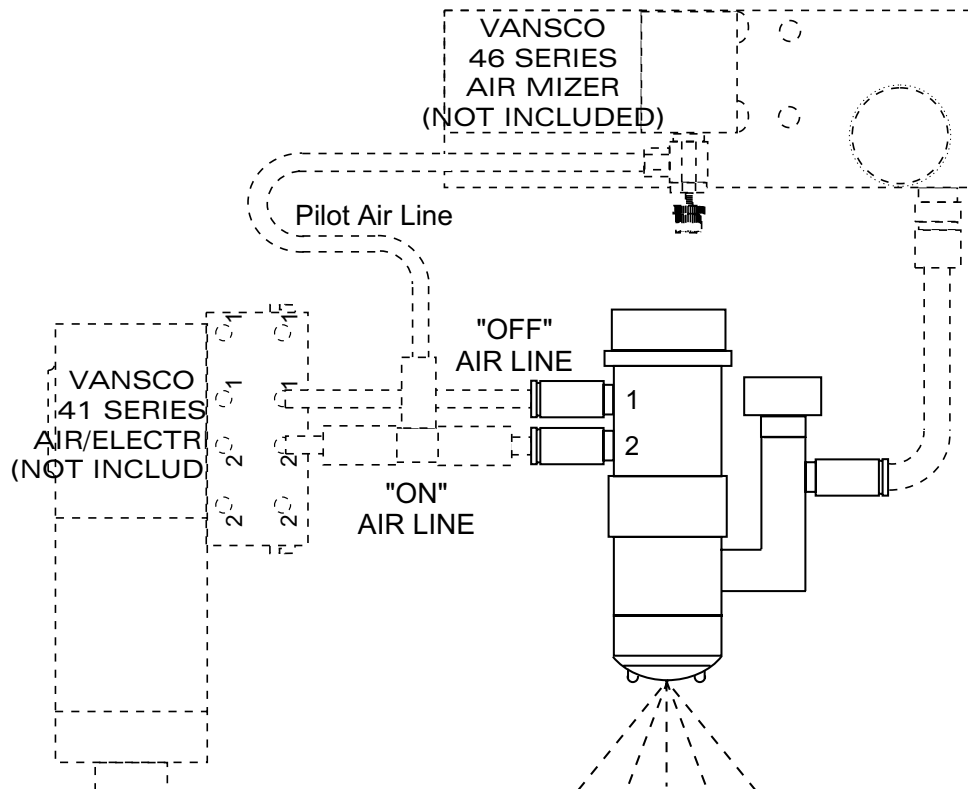 VANSCO
46 SERIES
AIR MIZER
(NOT INCLUDED)
Pilot Air Line
"OFF"
AIR LINE
VANSCO
41 SERIES
AIR/ELECTR
(NOT INCLUD
1
1
1
1
2
2
2
2
1
2
"ON"
AIR LINE